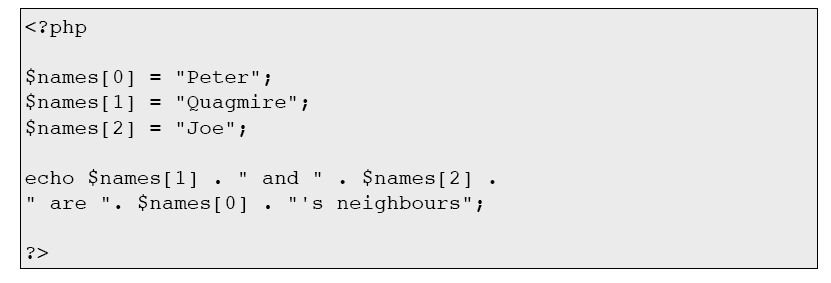 <?php
$names[0] = "Peter";
$names[1] = "Quagmire";
$names[2] = "Joe";
echo $names[1] . " and " . $names[2] .
" are ". $names[0] . "'s neighbours";
?>